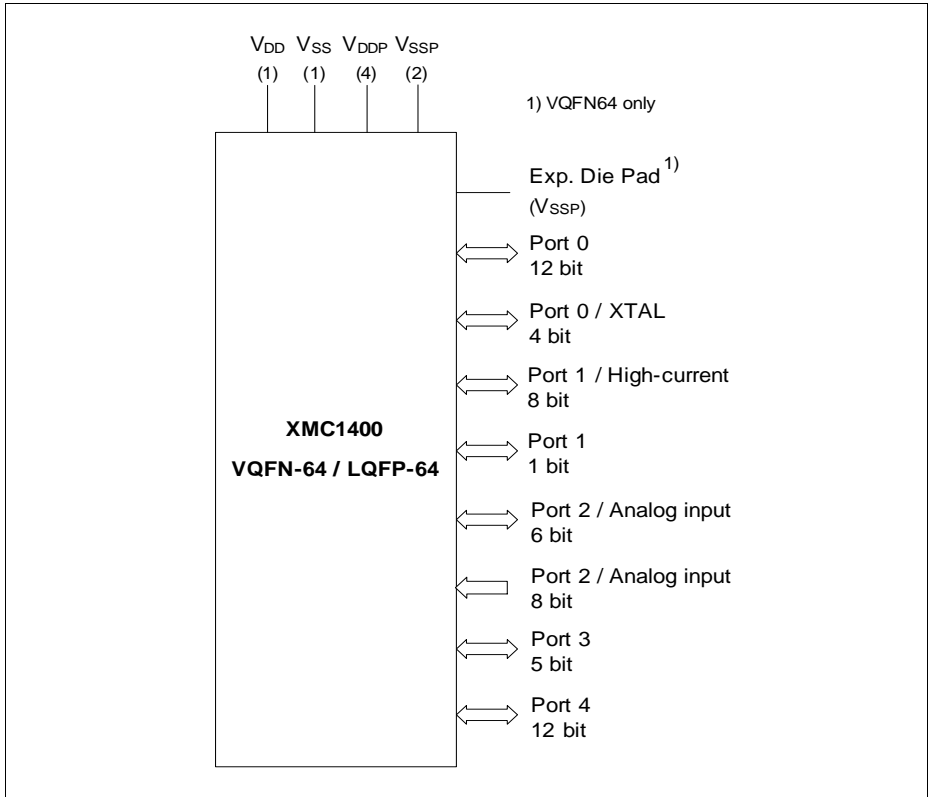 VDD VSS VDDP VSSP
(1) (1) (4) (2)
1) VQFN64 only
Exp. Die Pad 1)
(VSSP)
Port 0
12 bit
Port 0 / XTAL
4 bit
Port 1 / High-current
8 bit
XMC1400
VQFN-64 / LQFP-64
Port 1
1 bit
Port 2 / Analog input
6 bit
Port 2 / Analog input
8 bit
Port 3
5 bit
Port 4
12 bit